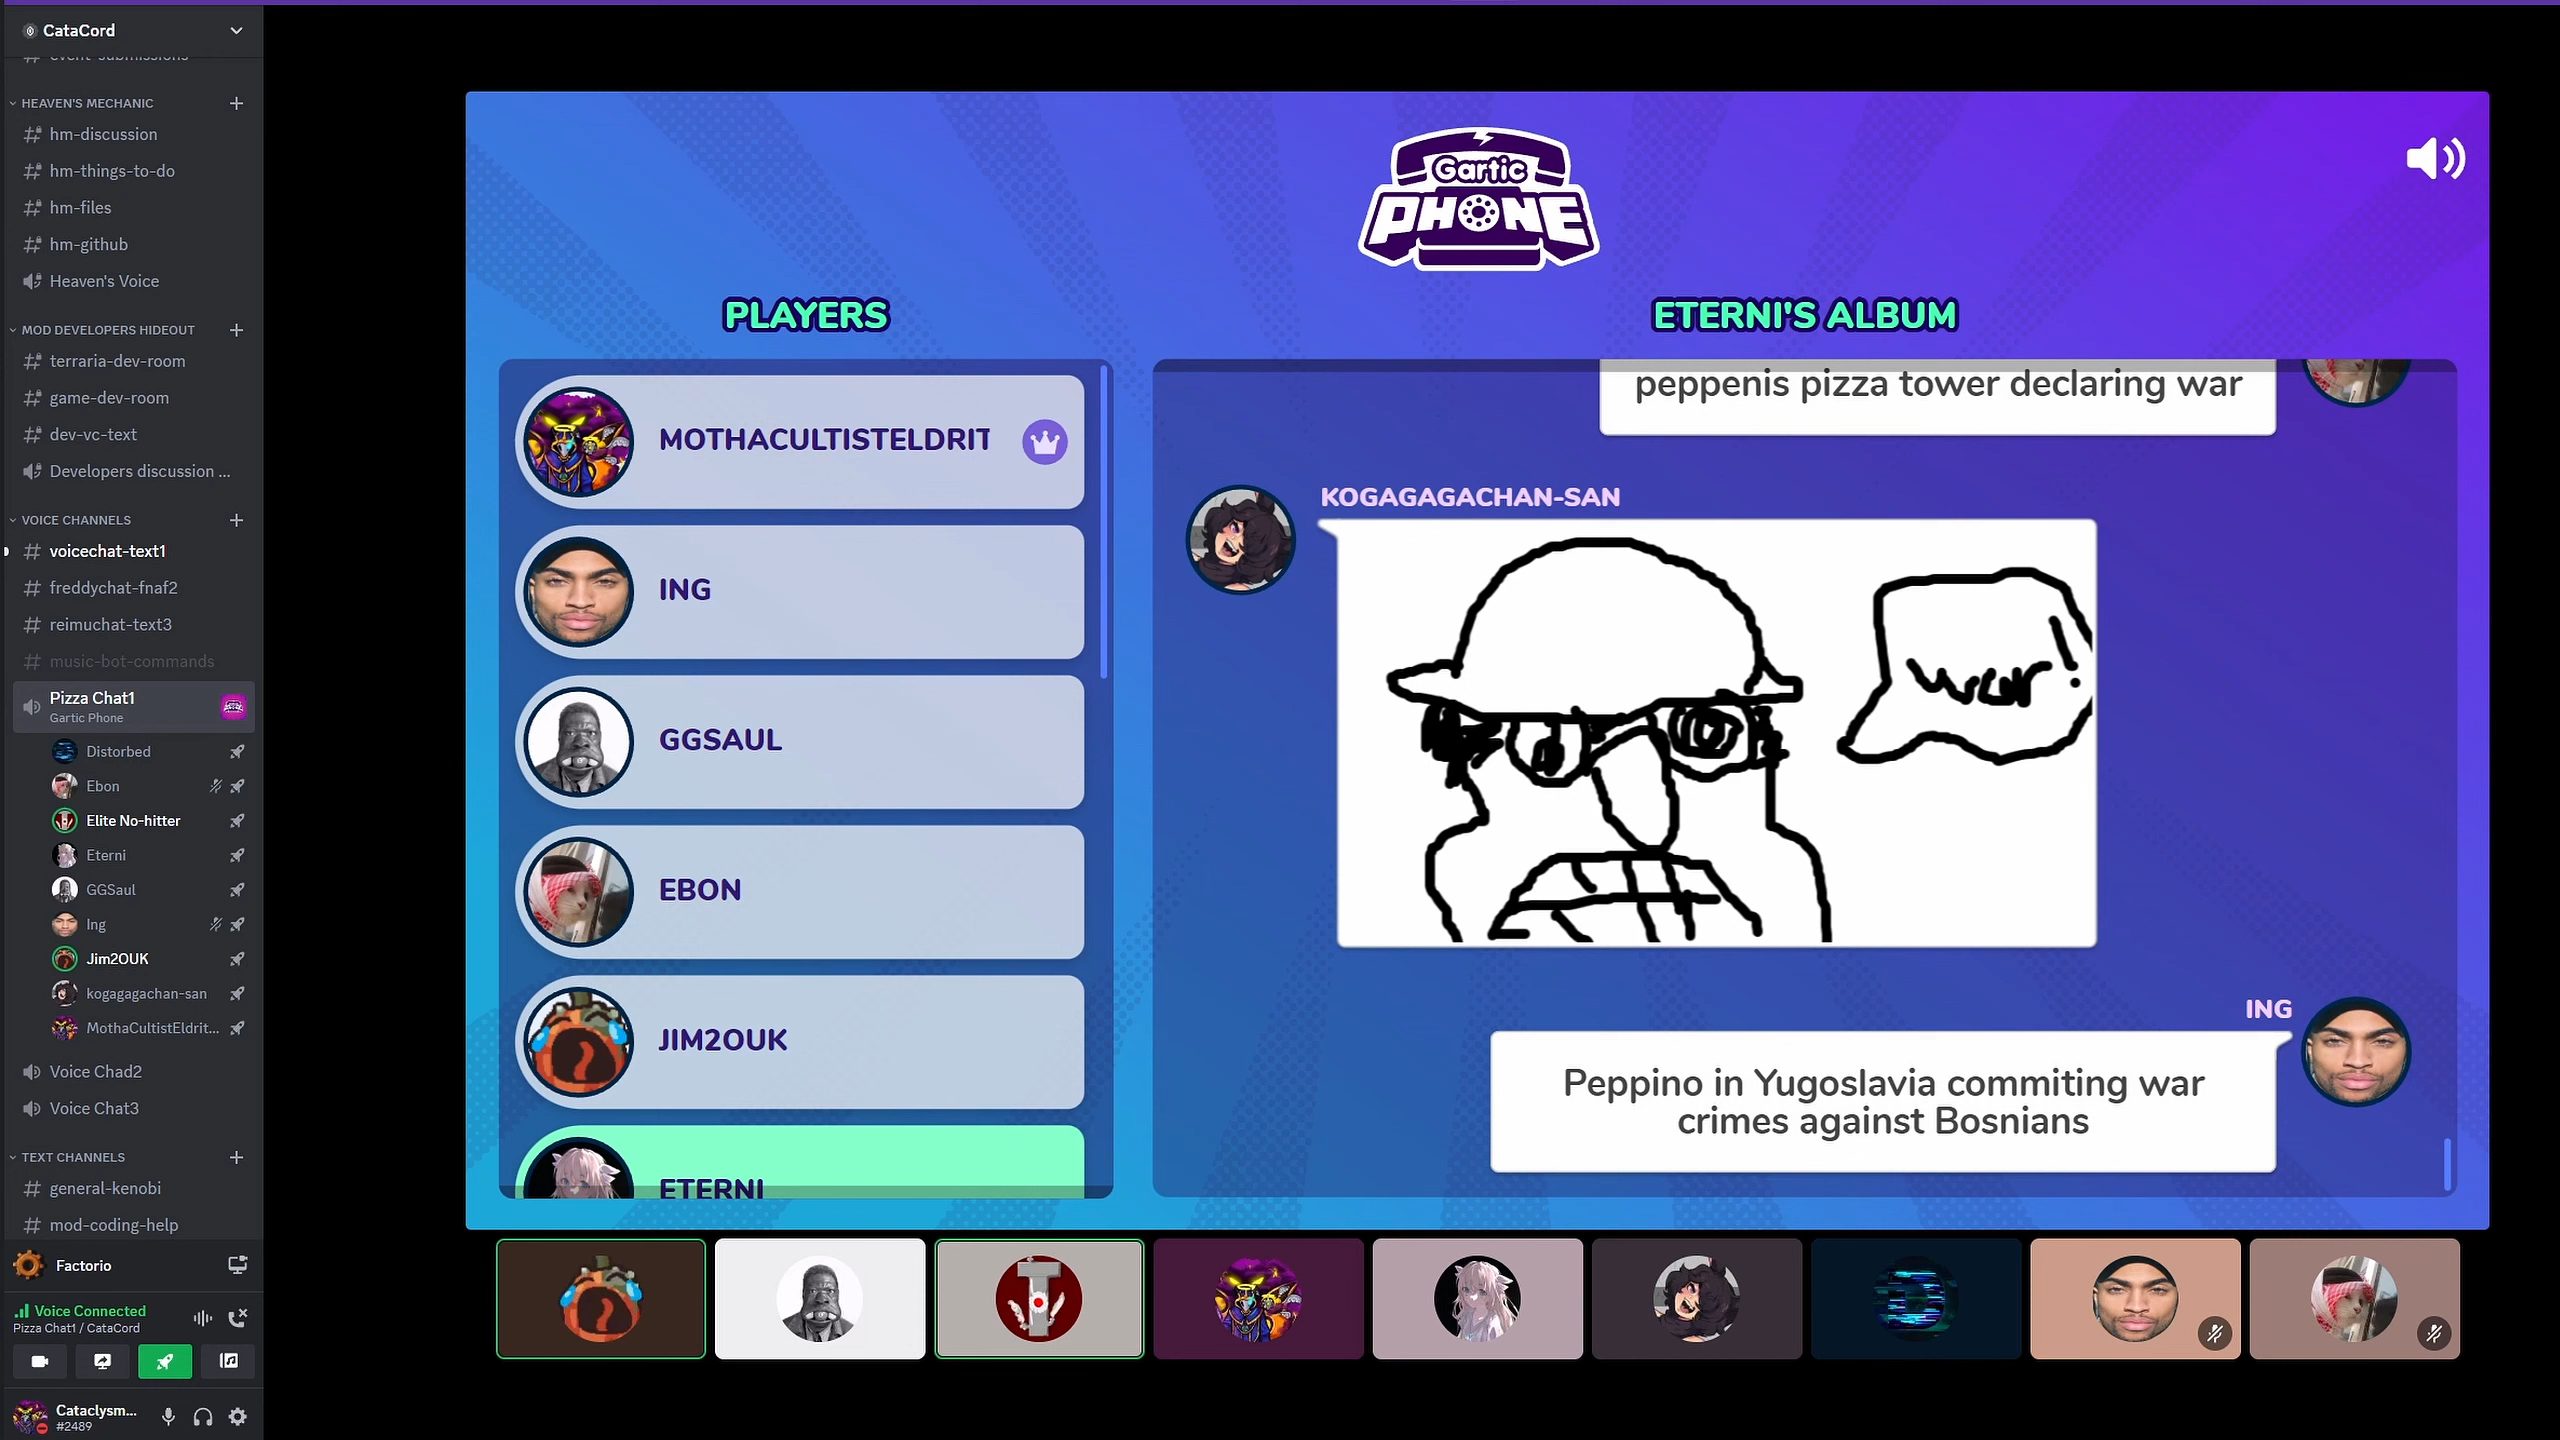 CataCord
event-submissions
HEAVEN'S MECHANIC
hm-discussion
hm-things-to-do
hm-files
hm-github
Heaven's Voice
MOD DEVELOPERS HIDEOUT
terraria-dev-room
game-dev-room
dev-vc-text
Developers discussion ...
VOICE CHANNELS
voicechat-text1
freddychat-fnaf2
reimuchat-text3
music-bot-commands
Pizza Chat1
Gartic Phone
Distorbed
Ebon
Elite No-hitter
Eterni
GGSaul
Ing
Jim2OUK
kogagagachan-san
MothaCultistEldrit...
Voice Chad2
Voice Chat3
TEXT CHANNELS
general-kenobi
mod-coding-help
Factorio
Voice Connected
Pizza Chat1 / CataCord
Cataclysm...
#2489
Gartic
PHONE
PLAYERS
MOTHACULTISTELDRIT
ING
GGSAUL
EBON
JIM2OUK
ETERNI
ETERNI'S ALBUM
peppenis pizza tower declaring war
KOGAGAGACHAN-SAN
war!
ING
Peppino in Yugoslavia commiting war
crimes against Bosnians